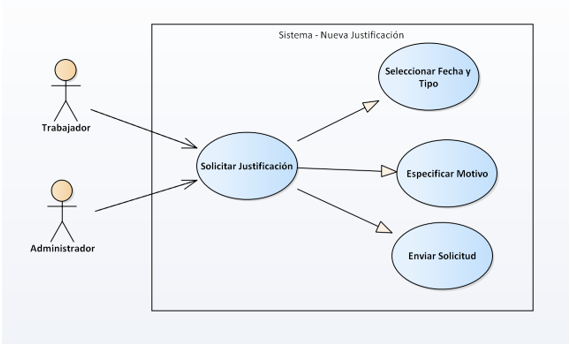 Sistema - Nueva Justificación
Seleccionar Fecha y
Tipo
Trabajador
Solicitar Justificación
Especificar Motivo
Administrador
Enviar Solicitud